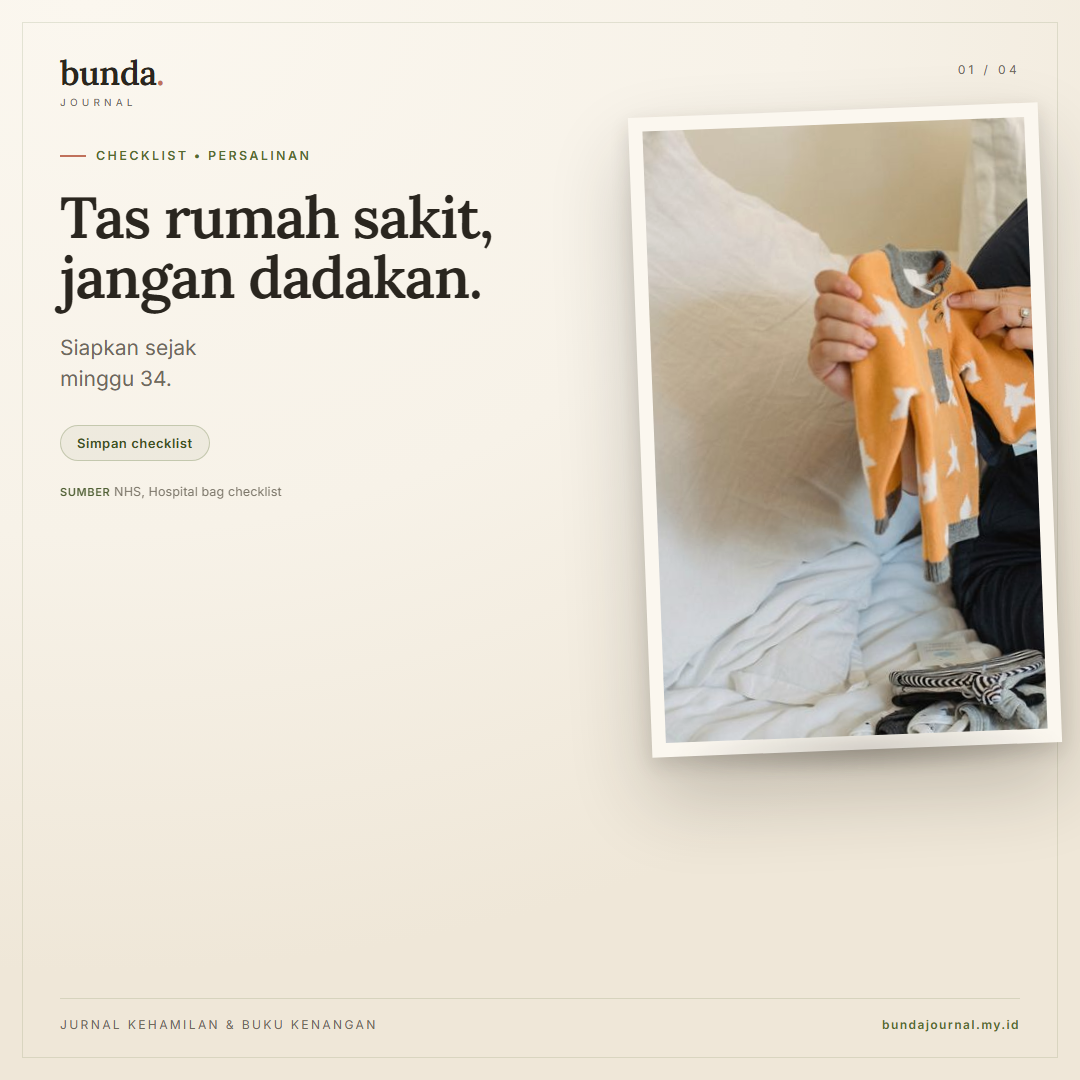 bunda.
JOURNAL
01 / 04
CHECKLIST • PERSALINAN
Tas rumah sakit,
jangan dadakan.
Siapkan sejak
minggu 34.
Simpan checklist
SUMBER NHS, Hospital bag checklist
JURNAL KEHAMILAN & BUKU KENANGAN
bundajournal.my.id